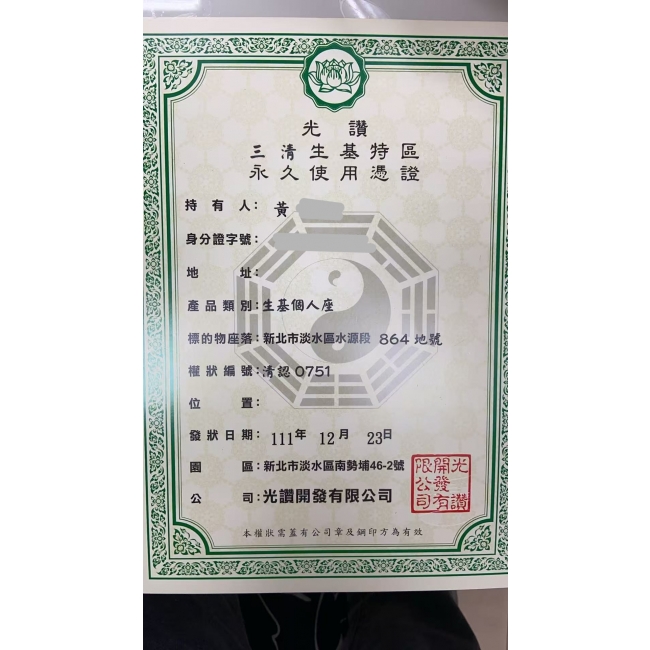 光讚
三清生基特區
永久使用憑證
持有人：黃
身分證字號：
地址：
產品類別：生基個人座
標的物座落：新北市淡水區水源段 864 地號
權狀編號：清認 0751
位置：
發狀日期：111年 12月 23日
園區：新北市淡水區南勢埔46-2號
公司：光讚開發有限公司
光讚開發有限公司
本權狀需蓋有公司章及鋼印方為有效